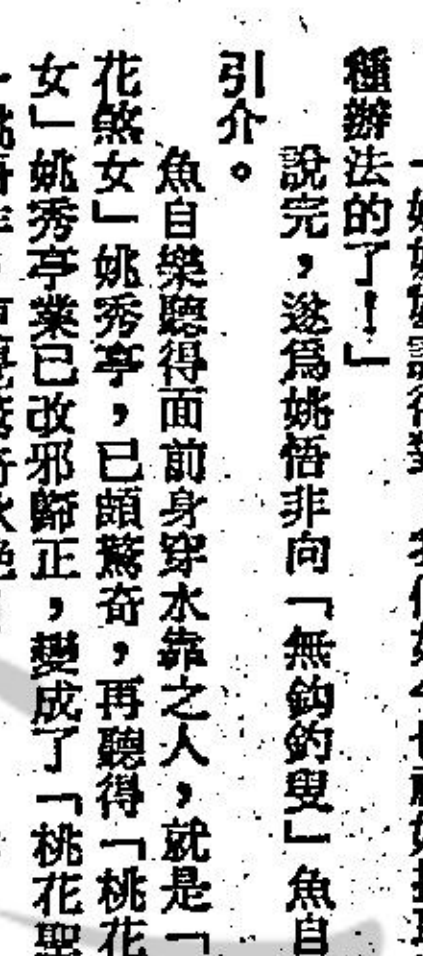 種辦法的了！」
說完，遂爲姚悟非向「無鈎釣叟」魚自
引介。
魚自樂聽得面前身穿水靠之人，就是「
花煞女」姚秀亭，已頗驚奇，再聽得「桃花
女」姚秀亭業已改邪歸正，變成了「桃花聖